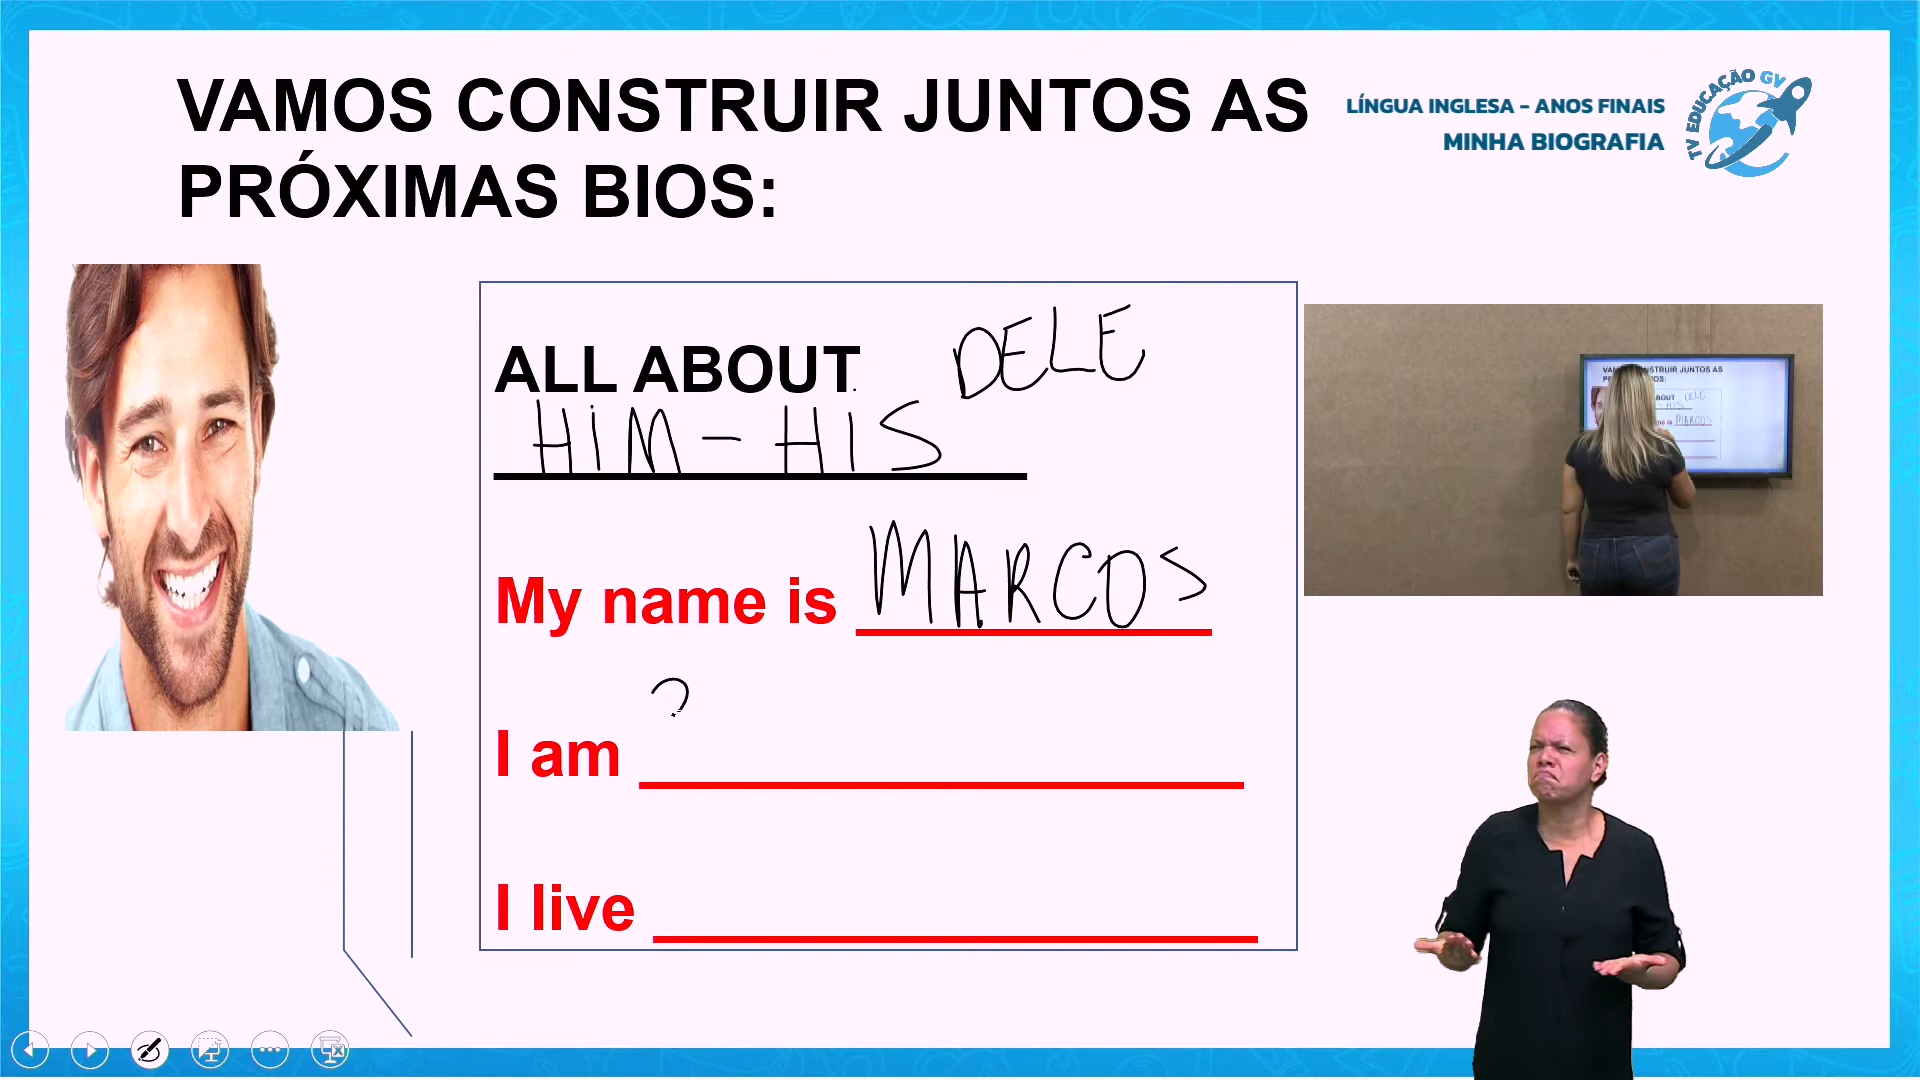 VAMOS CONSTRUIR JUNTOS AS
PRÓXIMAS BIOS:
LÍNGUA INGLESA - ANOS FINAIS
MINHA BIOGRAFIA
TV EDUCAÇÃO GV
ALL ABOUT DELE
HIM - HIS
My name is MARCOS
?
I am
I live